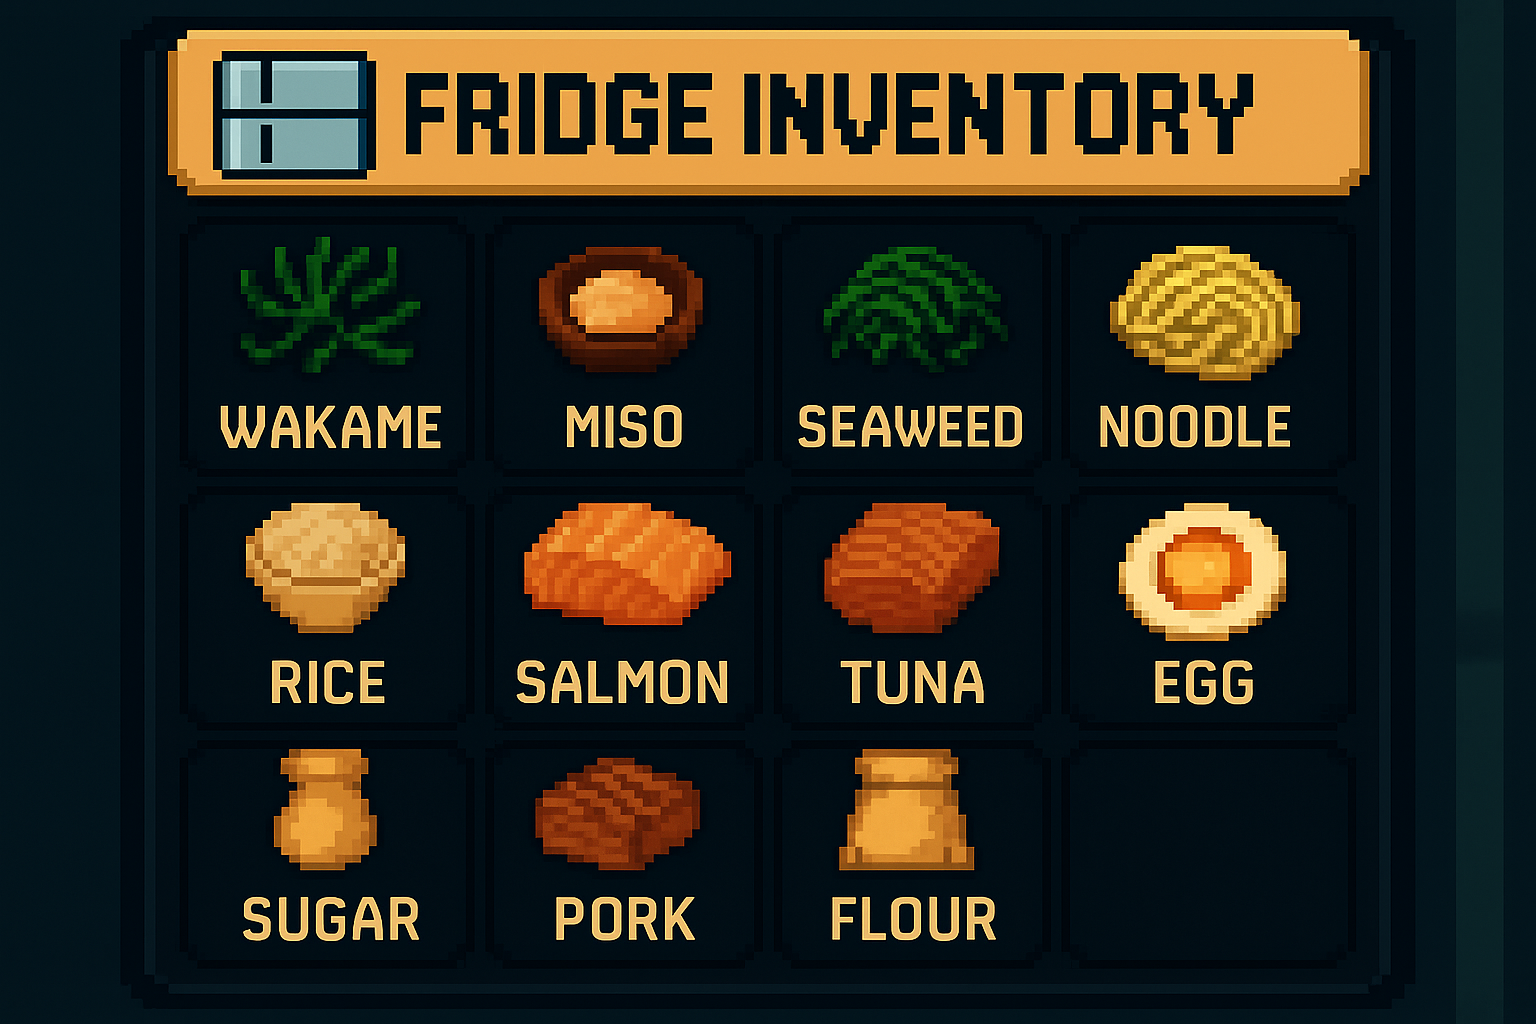 FRIDGE INVENTORY
WAKAME
MISO
SEAWEED
NOODLE
RICE
SALMON
TUNA
EGG
SUGAR
PORK
FLOUR